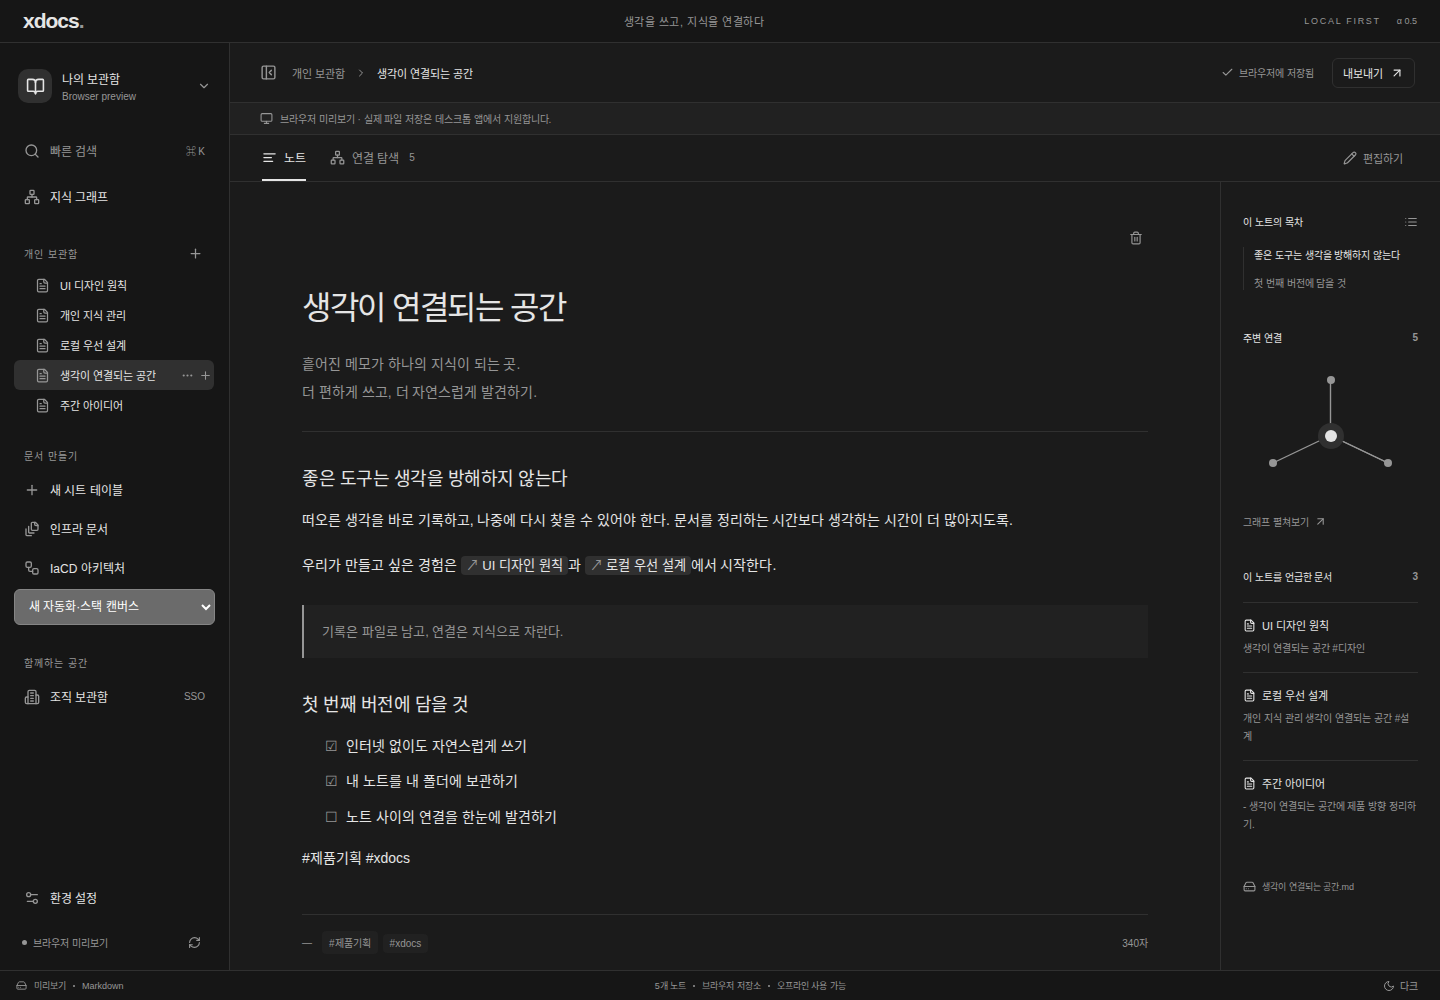 xdocs.
생각을 쓰고, 지식을 연결하다
LOCAL FIRST α 0.5
나의 보관함
Browser preview
빠른 검색 ⌘K
지식 그래프
개인 보관함
UI 디자인 원칙
개인 지식 관리
로컬 우선 설계
생각이 연결되는 공간
주간 아이디어
문서 만들기
새 시트 테이블
인프라 문서
IaCD 아키텍처
새 자동화·스택 캔버스
함께하는 공간
조직 보관함 SSO
환경 설정
브라우저 미리보기
개인 보관함 생각이 연결되는 공간
브라우저에 저장됨 내보내기
브라우저 미리보기 · 실제 파일 저장은 데스크톱 앱에서 지원합니다.
노트 연결 탐색 5
편집하기
생각이 연결되는 공간
흩어진 메모가 하나의 지식이 되는 곳.
더 편하게 쓰고, 더 자연스럽게 발견하기.
좋은 도구는 생각을 방해하지 않는다
떠오른 생각을 바로 기록하고, 나중에 다시 찾을 수 있어야 한다. 문서를 정리하는 시간보다 생각하는 시간이 더 많아지도록.
우리가 만들고 싶은 경험은 ↗ UI 디자인 원칙과 ↗ 로컬 우선 설계에서 시작한다.
기록은 파일로 남고, 연결은 지식으로 자란다.
첫 번째 버전에 담을 것
☑ 인터넷 없이도 자연스럽게 쓰기
☑ 내 노트를 내 폴더에 보관하기
☐ 노트 사이의 연결을 한눈에 발견하기
#제품기획 #xdocs
— #제품기획 #xdocs
340자
이 노트의 목차
좋은 도구는 생각을 방해하지 않는다
첫 번째 버전에 담을 것
주변 연결 5
그래프 펼쳐보기
이 노트를 언급한 문서 3
UI 디자인 원칙
생각이 연결되는 공간 #디자인
로컬 우선 설계
개인 지식 관리 생각이 연결되는 공간 #설
계
주간 아이디어
- 생각이 연결되는 공간에 제품 방향 정리하
기.
생각이 연결되는 공간.md
미리보기 • Markdown
5개 노트 • 브라우저 저장소 • 오프라인 사용 가능
다크